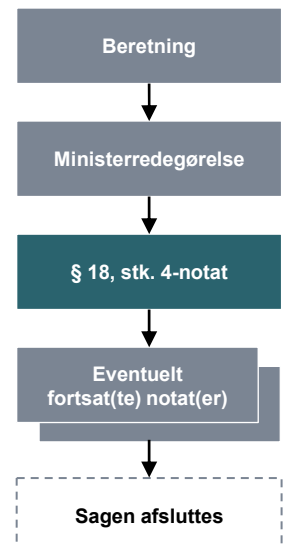 Beretning
Ministerredegørelse
§ 18, stk. 4-notat
Eventuelt
fortsat(te) notat(er)
Sagen afsluttes